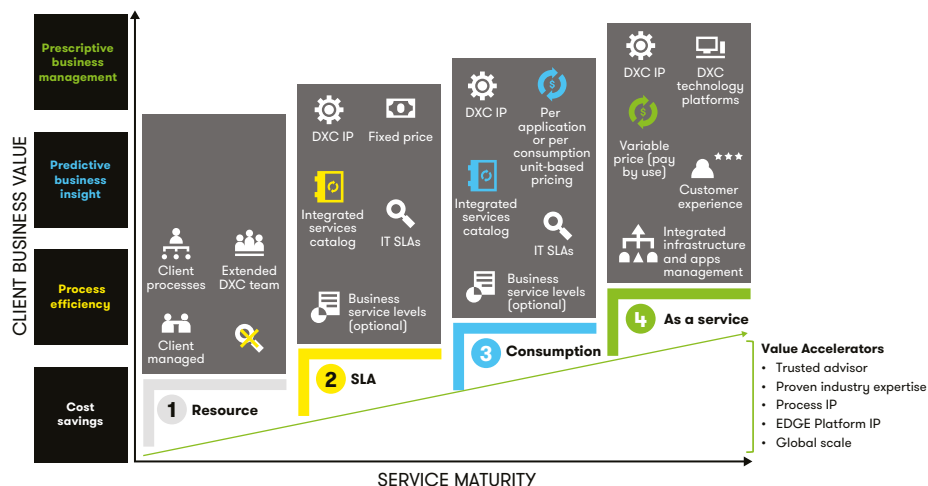 CLIENT BUSINESS VALUE
Prescriptive
business
management
Predictive
business
insight
Process
efficiency
Cost
savings
Client
processes
Extended
DXC team
Client
managed
1 Resource
DXC IP
Fixed price
Integrated
services
catalog
IT SLAs
Business
service levels
(optional)
2 SLA
DXC IP
Per
application
or per
consumption
unit-based
pricing
Integrated
services
catalog
IT SLAs
Business
service levels
(optional)
3 Consumption
DXC IP
DXC
technology
platforms
Variable
price (pay
by use)
Customer
experience
Integrated
infrastructure
and apps
management
4 As a service
Value Accelerators
• Trusted advisor
• Proven industry expertise
• Process IP
• EDGE Platform IP
• Global scale
SERVICE MATURITY